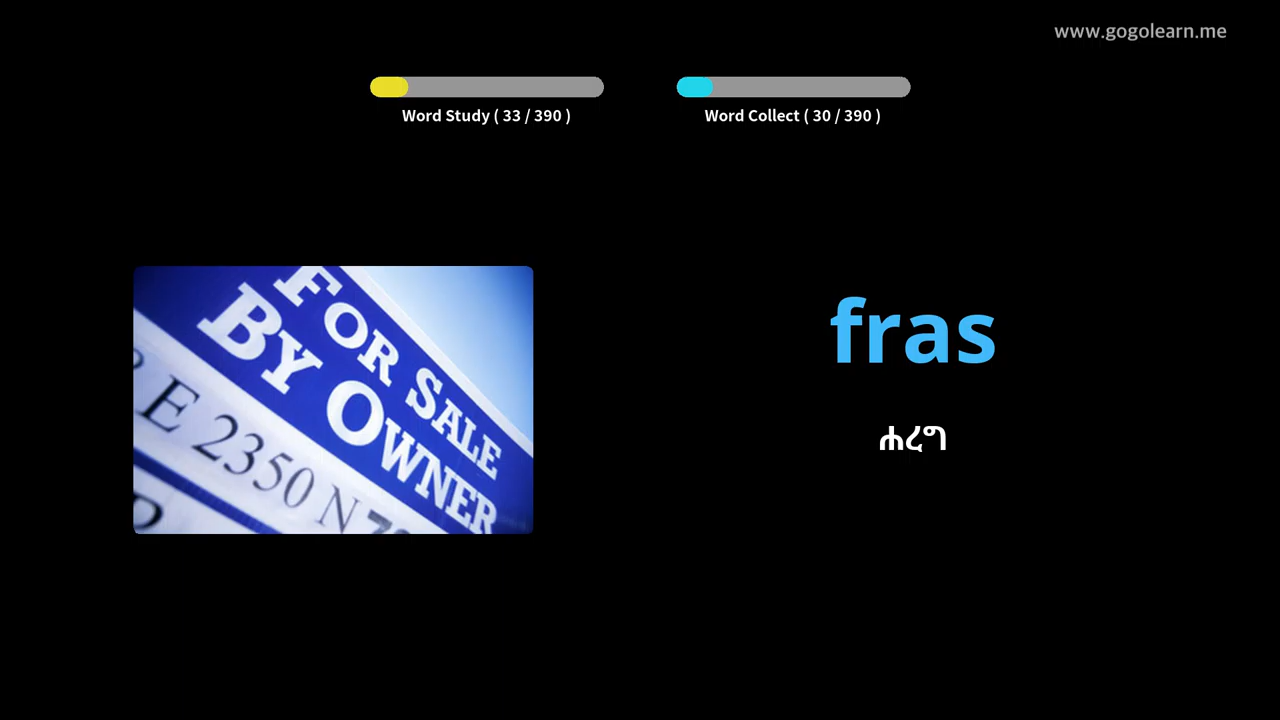 www.gogolearn.me
Word Study ( 33 / 390 )
Word Collect ( 30 / 390 )
FOR SALE
BY OWNER
E 2350 N
fras
ሐረግ